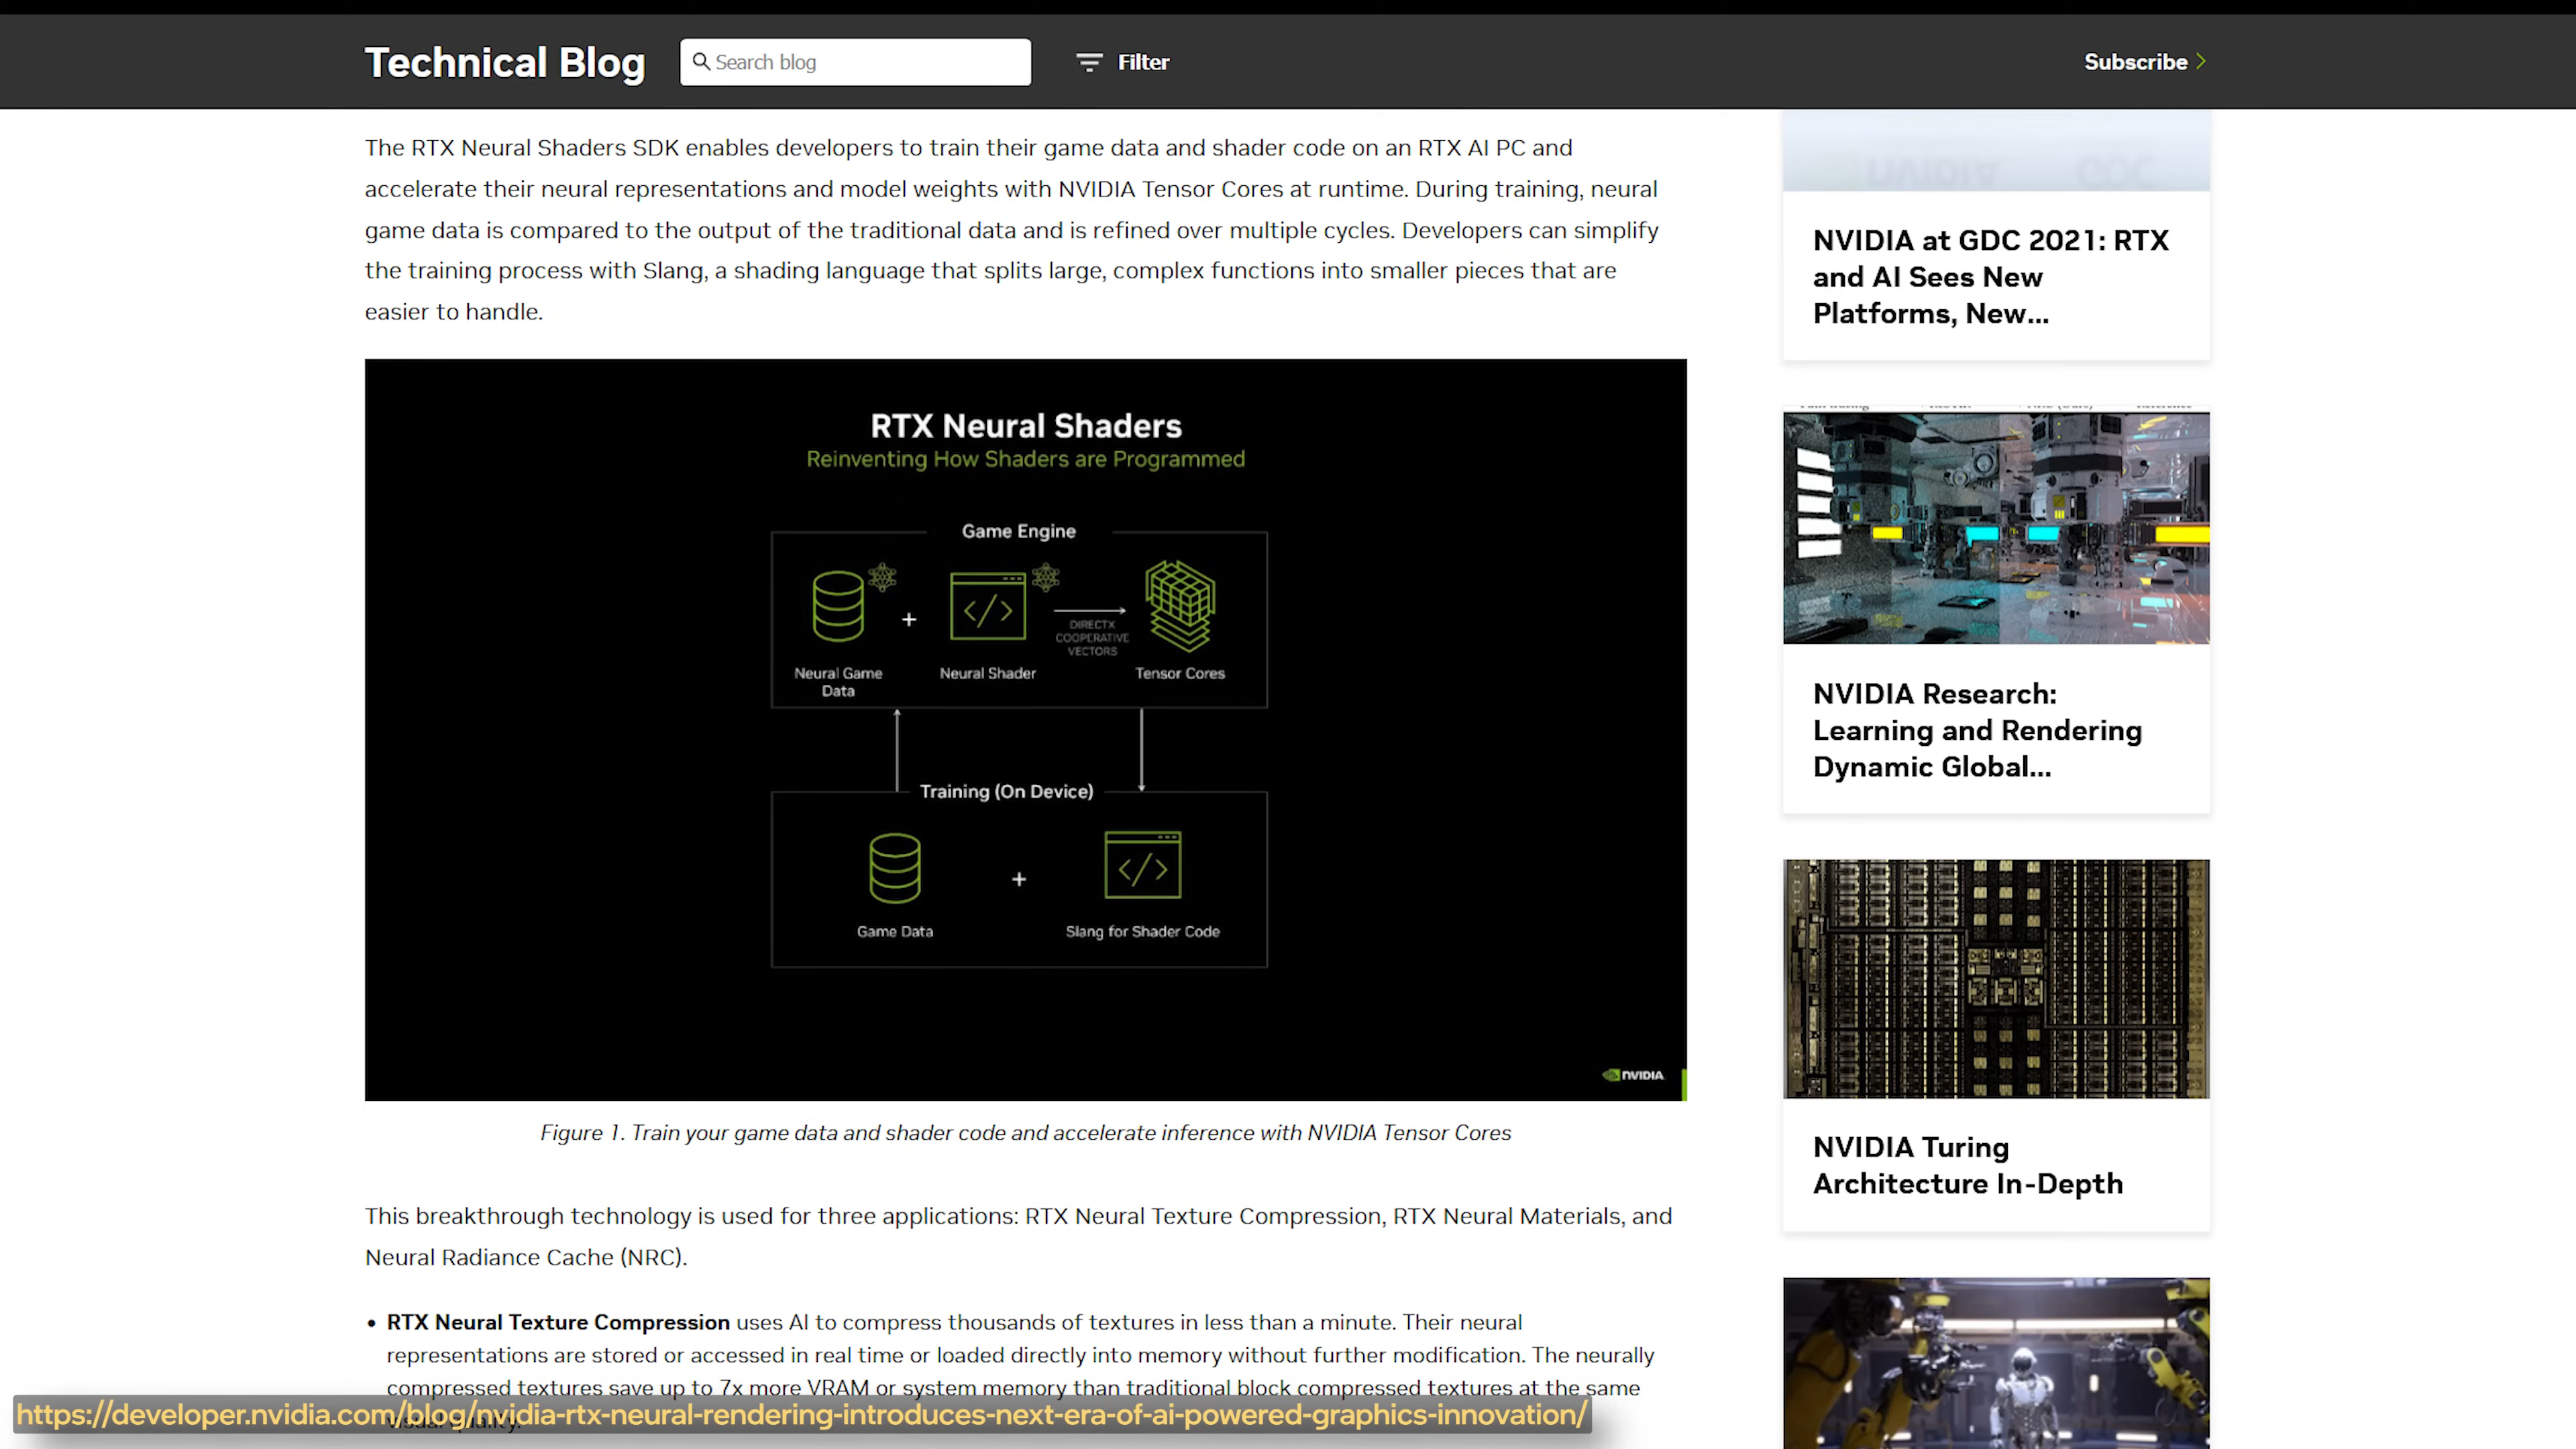 Technical Blog
Search blog
Filter
Subscribe
The RTX Neural Shaders SDK enables developers to train their game data and shader code on an RTX AI PC and
accelerate their neural representations and model weights with NVIDIA Tensor Cores at runtime. During training, neural
game data is compared to the output of the traditional data and is refined over multiple cycles. Developers can simplify
the training process with Slang, a shading language that splits large, complex functions into smaller pieces that are
easier to handle.
RTX Neural Shaders
Reinventing How Shaders are Programmed
Game Engine
+
</>
DIRECTX
COOPERATIVE
VECTORS
Neural Game
Data
Neural Shader
Tensor Cores
Training (On Device)
+
</>
Game Data
Slang for Shader Code
NVIDIA
Figure 1. Train your game data and shader code and accelerate inference with NVIDIA Tensor Cores
This breakthrough technology is used for three applications: RTX Neural Texture Compression, RTX Neural Materials, and
Neural Radiance Cache (NRC).
• RTX Neural Texture Compression uses AI to compress thousands of textures in less than a minute. Their neural
representations are stored or accessed in real time or loaded directly into memory without further modification. The neurally
compressed textures save up to 7x more VRAM or system memory than traditional block compressed textures at the same
visual quality.
https://developer.nvidia.com/blog/nvidia-rtx-neural-rendering-introduces-next-era-of-ai-powered-graphics-innovation/
NVIDIA GDC
NVIDIA at GDC 2021: RTX
and AI Sees New
Platforms, New...
NVIDIA Research:
Learning and Rendering
Dynamic Global...
NVIDIA Turing
Architecture In-Depth